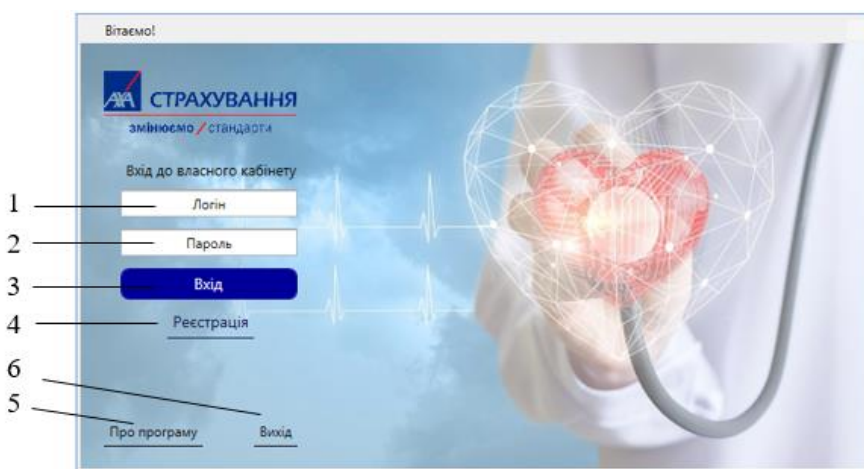 Вітаємо!
AXA СТРАХУВАННЯ
змінюємо / стандарти
Вхід до власного кабінету
1 Логін
2 Пароль
3 Вхід
4 Реєстрація
6
5
Про програму Вихід